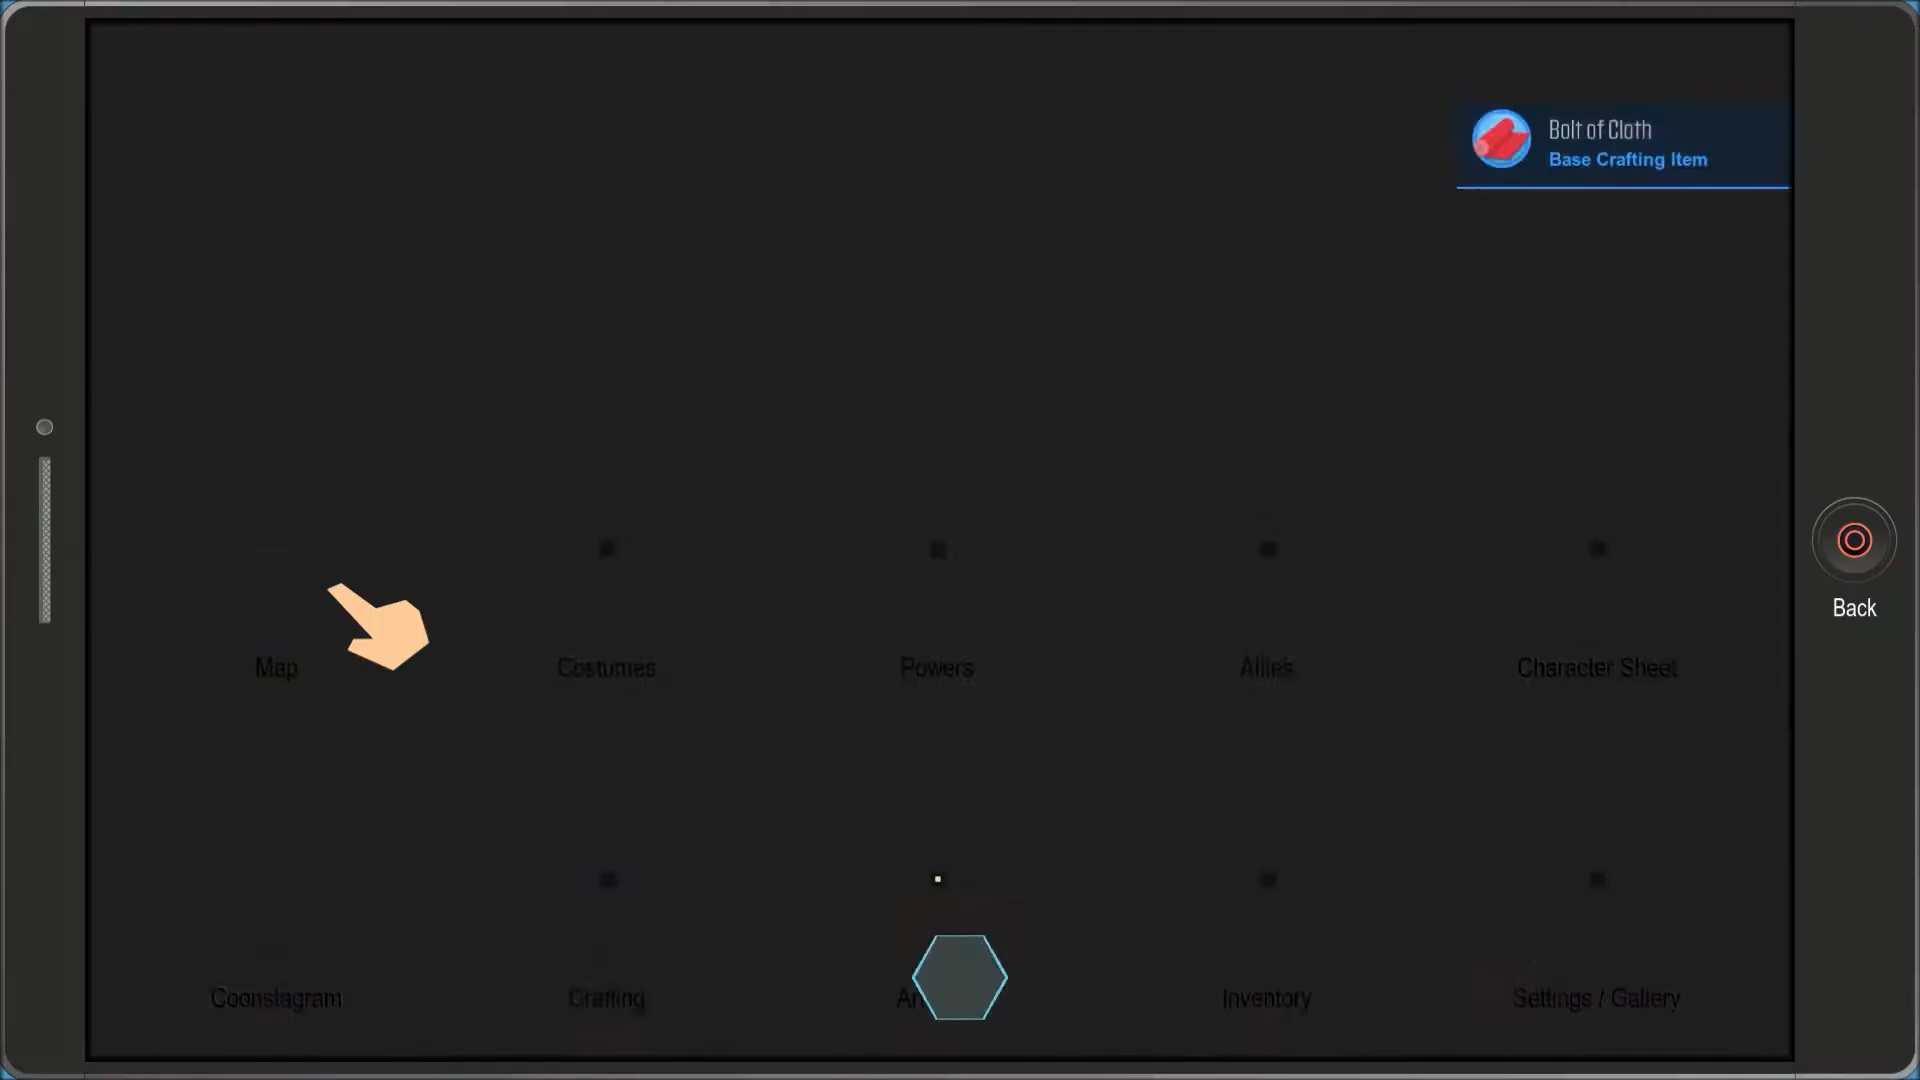 Bolt of Cloth
Base Crafting Item
Back
Map
Costumes
Powers
Allies
Character Sheet
Coonstagram
Crafting
Inventory
Settings / Gallery